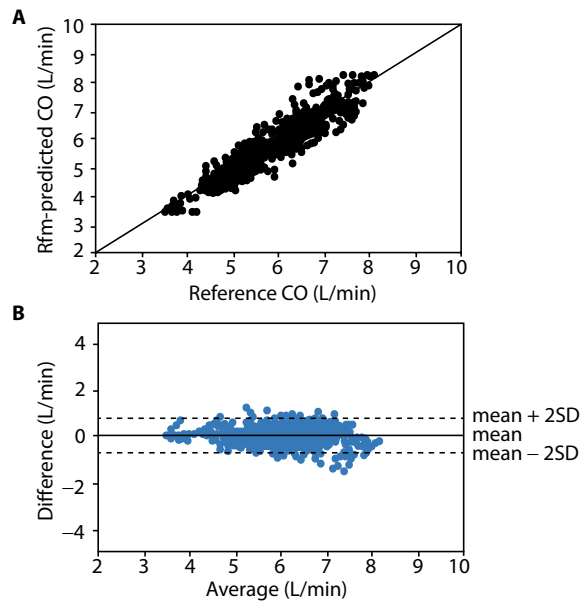 A
Rfm-predicted CO (L/min)
10
9
8
7
6
5
4
3
2
2 3 4 5 6 7 8 9 10
Reference CO (L/min)
B
Difference (L/min)
4
2
0
−2
−4
mean + 2SD
mean
mean − 2SD
2 3 4 5 6 7 8 9 10
Average (L/min)